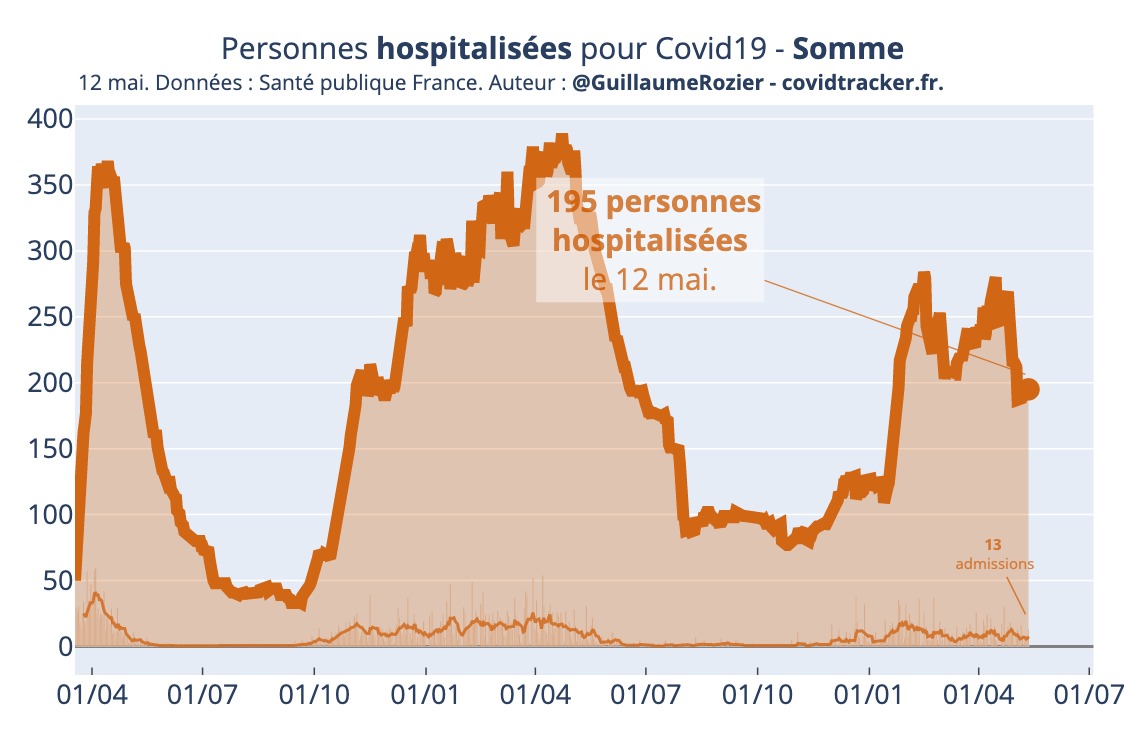 Personnes hospitalisées pour Covid19 - Somme
12 mai. Données : Santé publique France. Auteur : @GuillaumeRozier - covidtracker.fr.
400
350
300
250
200
150
100
50
0
195 personnes
hospitalisées
le 12 mai.
13
admissions
01/04 01/07 01/10 01/01 01/04 01/07 01/10 01/01 01/04 01/07